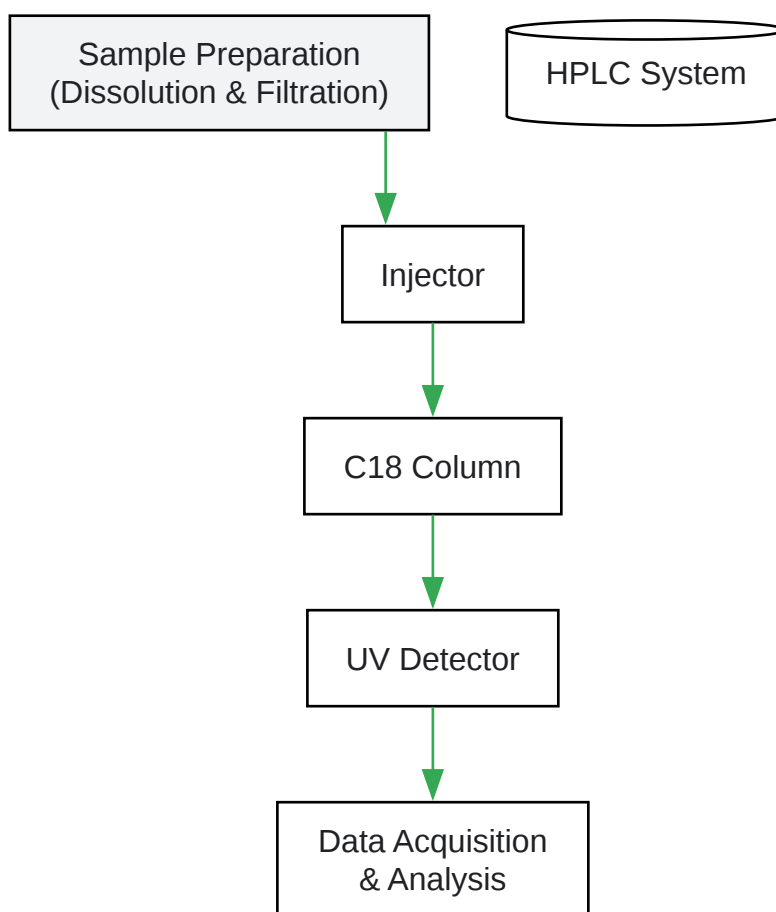 Sample Preparation
(Dissolution & Filtration)
HPLC System
Injector
C18 Column
UV Detector
Data Acquisition
& Analysis